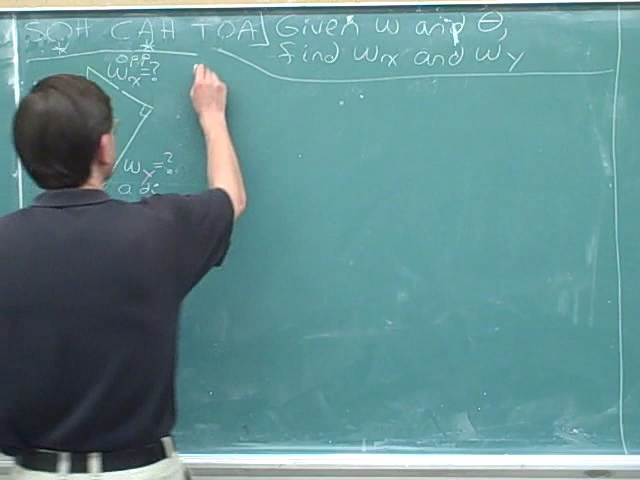 SOH CAH TOA
Given w and θ,
find wx and wy
OPP
wx=?
wy=?
adj